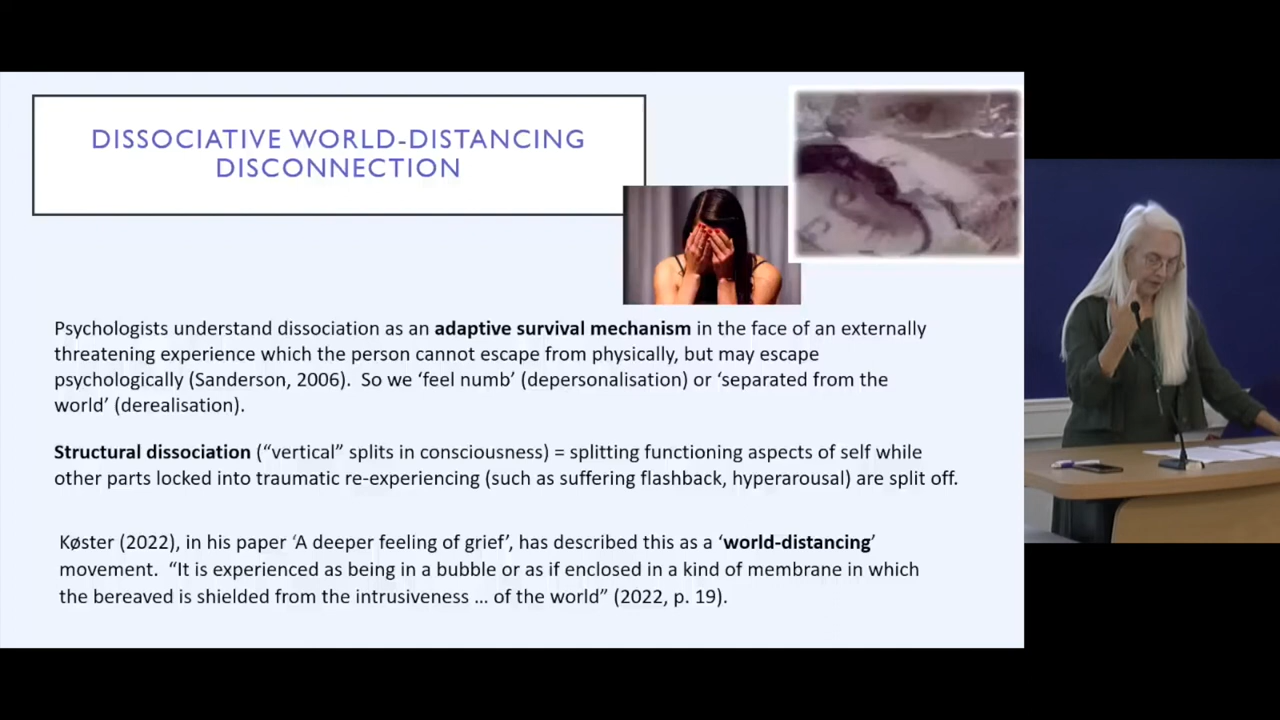 DISSOCIATIVE WORLD-DISTANCING
DISCONNECTION
Psychologists understand dissociation as an adaptive survival mechanism in the face of an externally
threatening experience which the person cannot escape from physically, but may escape
psychologically (Sanderson, 2006).  So we ‘feel numb’ (depersonalisation) or ‘separated from the
world’ (derealisation).
Structural dissociation (“vertical” splits in consciousness) = splitting functioning aspects of self while
other parts locked into traumatic re-experiencing (such as suffering flashback, hyperarousal) are split off.
Køster (2022), in his paper ‘A deeper feeling of grief’, has described this as a ‘world-distancing’
movement.  “It is experienced as being in a bubble or as if enclosed in a kind of membrane in which
the bereaved is shielded from the intrusiveness ... of the world” (2022, p. 19).